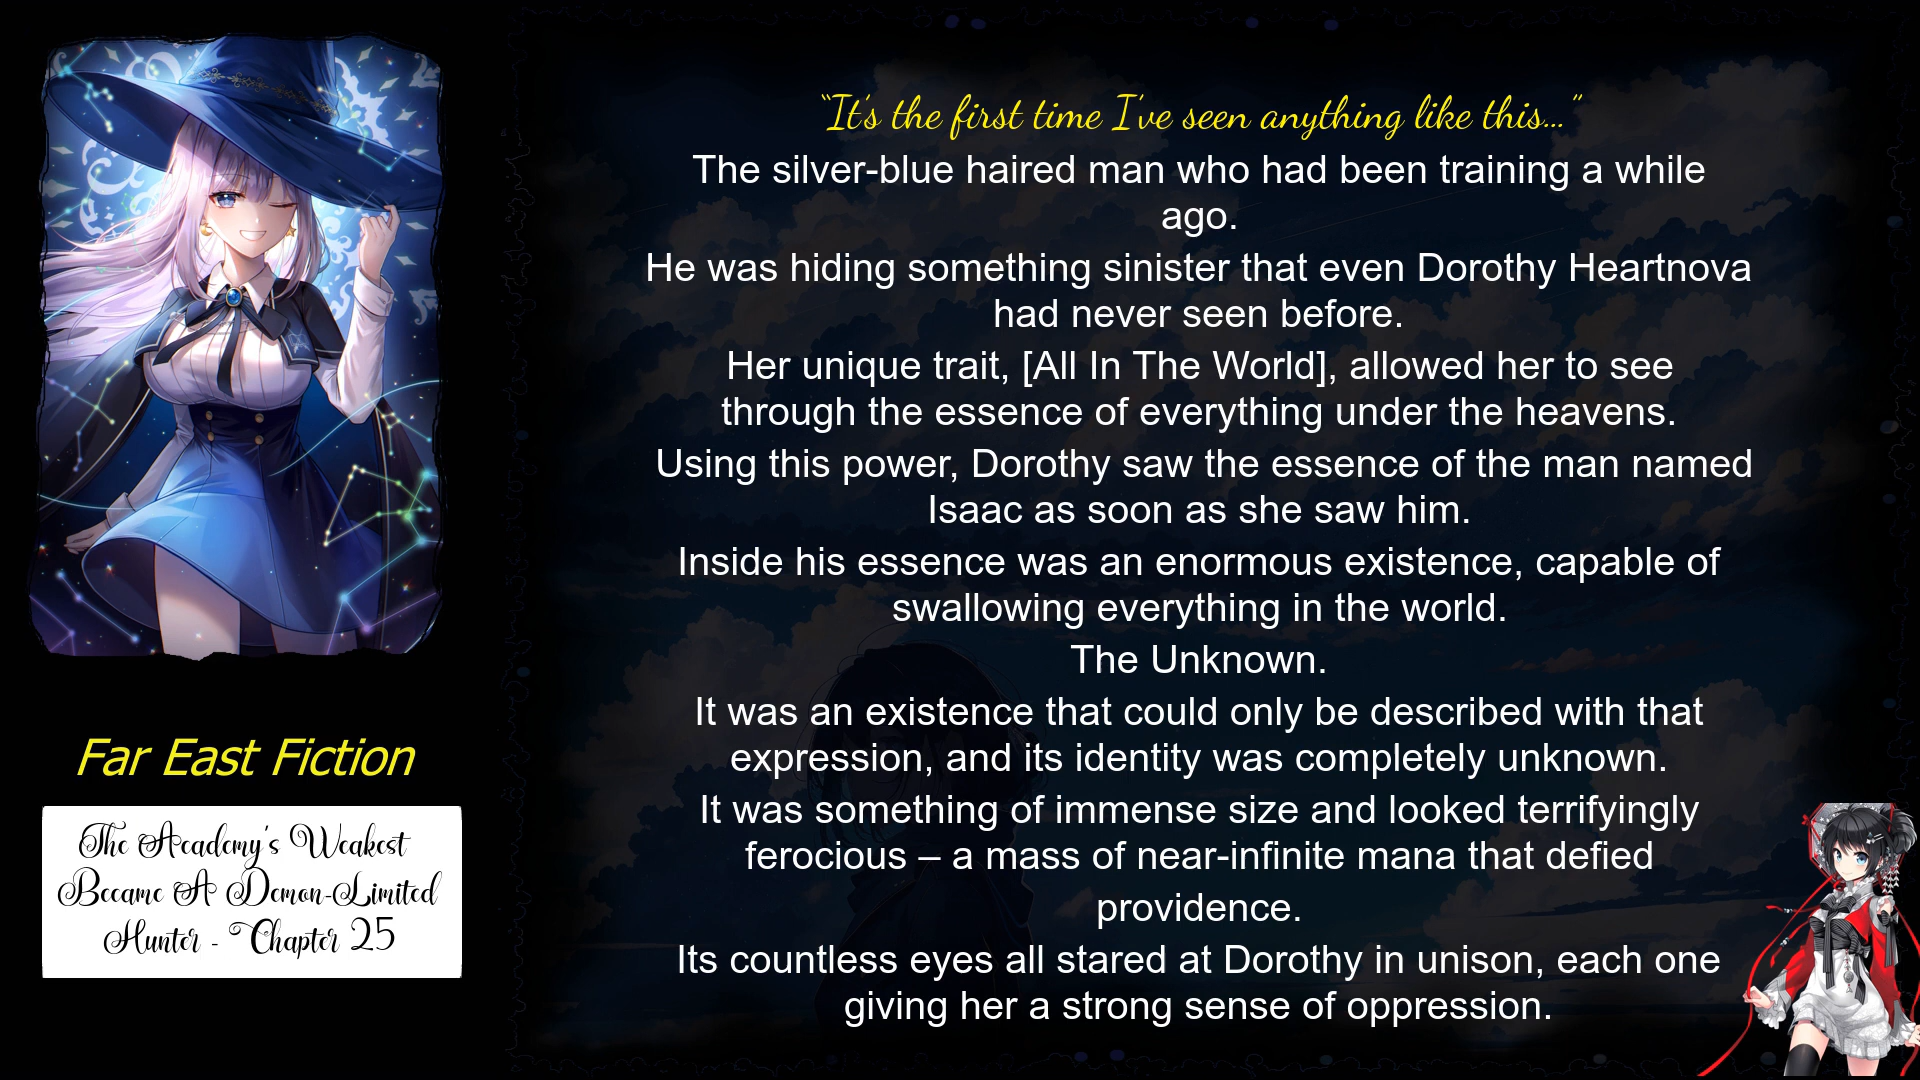 “It’s the first time I’ve seen anything like this…”
The silver-blue haired man who had been training a while
ago.
He was hiding something sinister that even Dorothy Heartnova
had never seen before.
Her unique trait, [All In The World], allowed her to see
through the essence of everything under the heavens.
Using this power, Dorothy saw the essence of the man named
Isaac as soon as she saw him.
Inside his essence was an enormous existence, capable of
swallowing everything in the world.
The Unknown.
It was an existence that could only be described with that
expression, and its identity was completely unknown.
It was something of immense size and looked terrifyingly
ferocious – a mass of near-infinite mana that defied
providence.
Its countless eyes all stared at Dorothy in unison, each one
giving her a strong sense of oppression.
Far East Fiction
The Academy's Weakest
Became A Demon-Limited
Hunter - Chapter 25